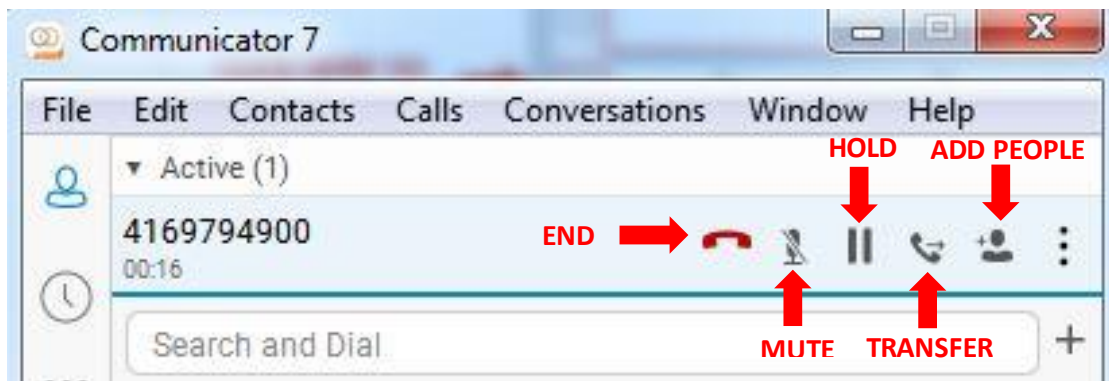 Communicator 7
File Edit Contacts Calls Conversations Window Help
HOLD ADD PEOPLE
Active (1)
4169794900
END
00:16
Search and Dial
MUTE TRANSFER